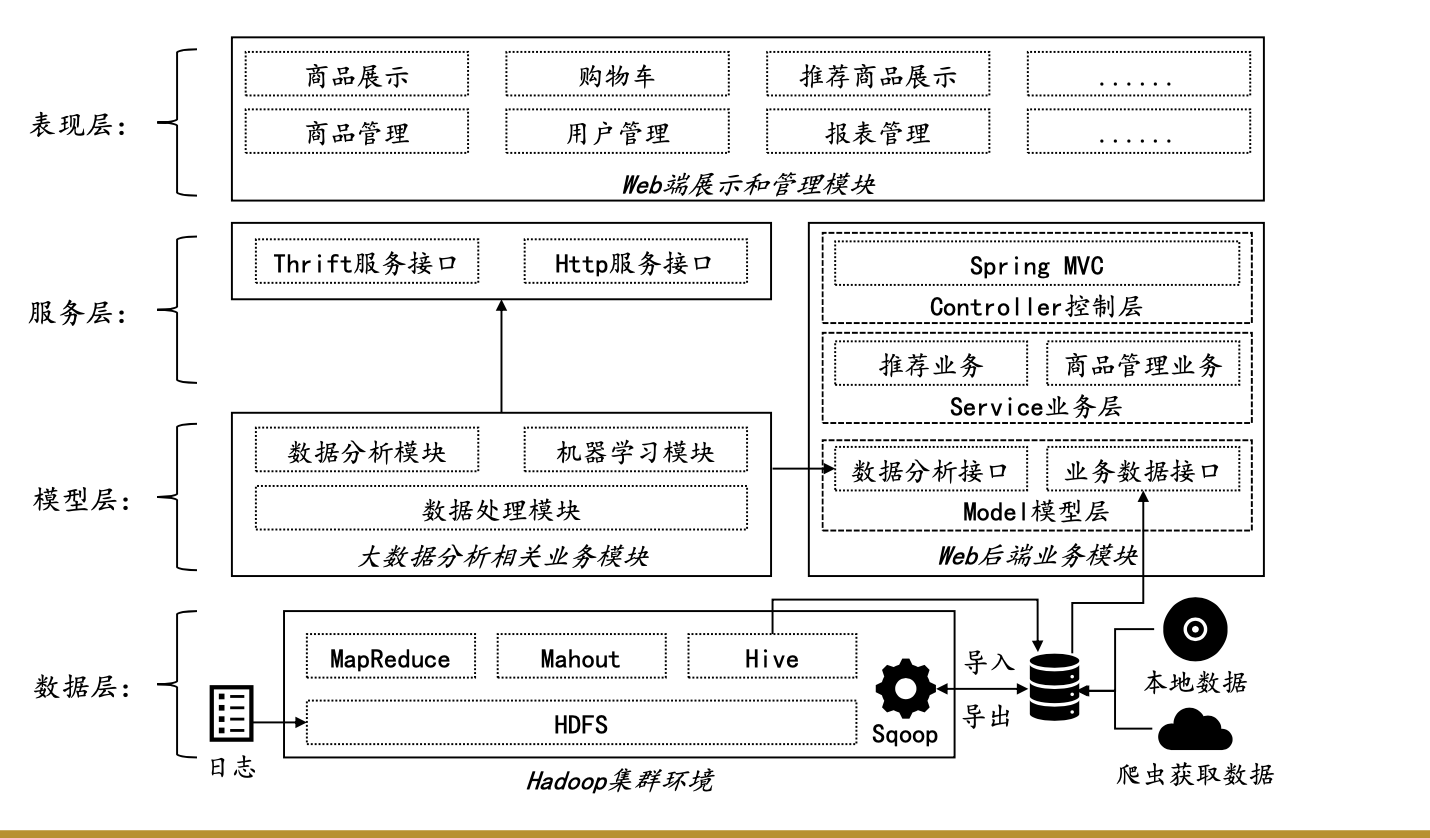 表现层：
商品展示
购物车
推荐商品展示
......
商品管理
用户管理
报表管理
......
Web端展示和管理模块
服务层：
Thrift服务接口
Http服务接口
Spring MVC
Controller控制层
推荐业务
商品管理业务
Service业务层
模型层：
数据分析模块
机器学习模块
数据处理模块
大数据分析相关业务模块
数据分析接口
业务数据接口
Model模型层
Web后端业务模块
数据层：
日志
MapReduce
Mahout
Hive
HDFS
Sqoop
Hadoop集群环境
导入
导出
本地数据
爬虫获取数据